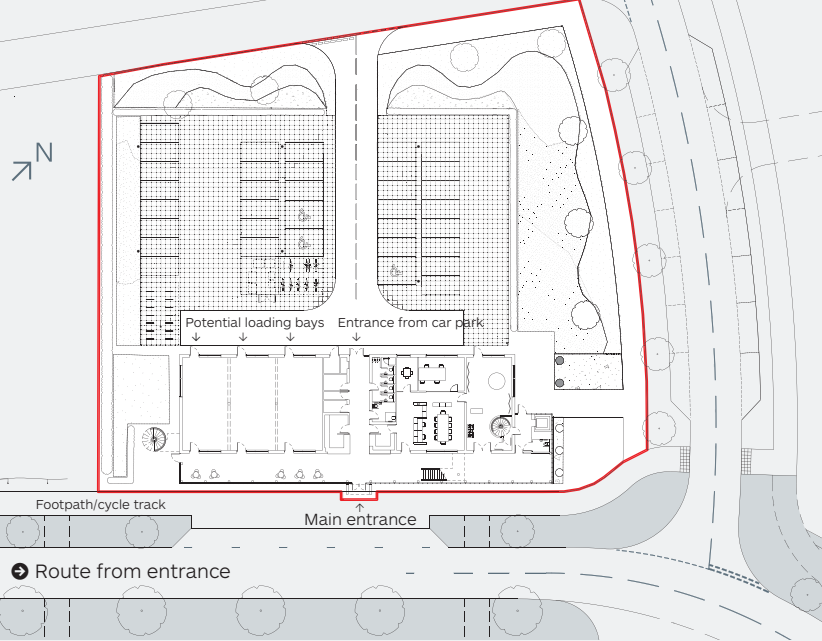 N
Potential loading bays
Entrance from car park
Footpath/cycle track
Main entrance
Route from entrance